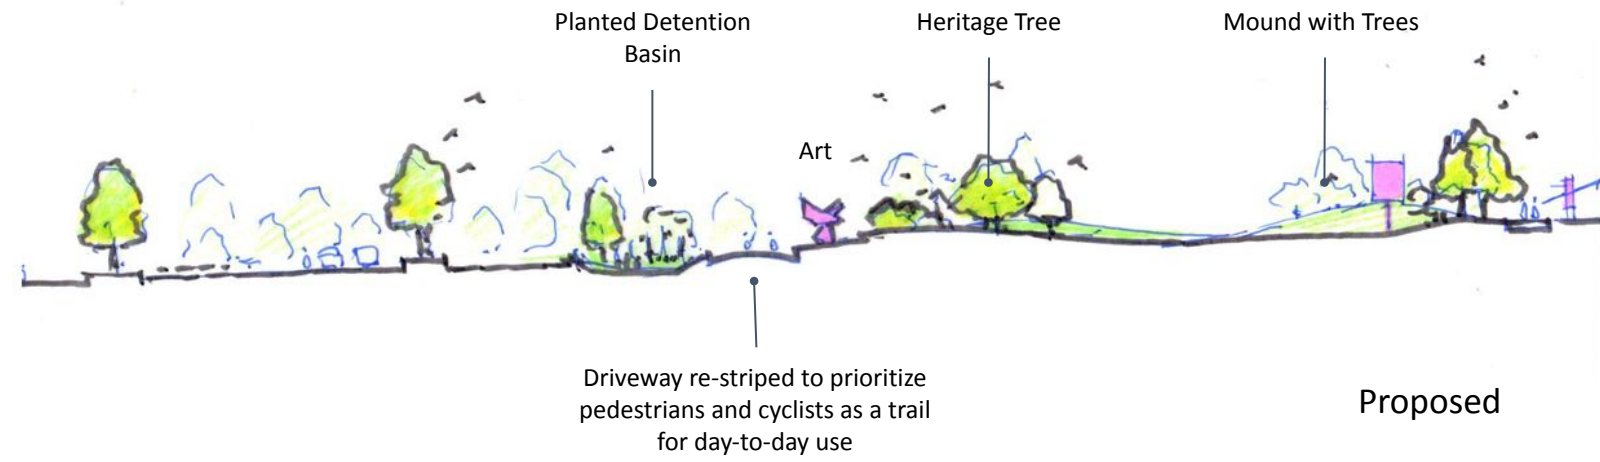 Planted Detention
Basin
Heritage Tree
Mound with Trees
Art
Driveway re-striped to prioritize
pedestrians and cyclists as a trail
for day-to-day use
Proposed